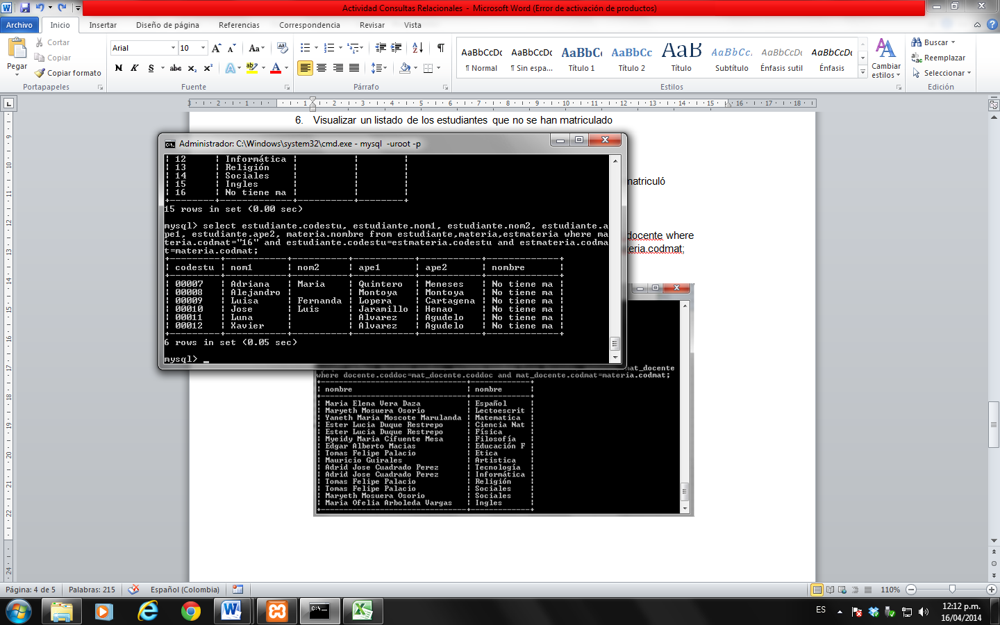 Actividad Consultas Relacionales - Microsoft Word (Error de activación de productos)
Archivo Inicio Insertar Diseño de página Referencias Correspondencia Revisar Vista
Pegar
Cortar
Copiar
Copiar formato
Portapapeles
Arial 10
Fuente
Párrafo
AaBbCcDc AaBbCcDc AaBbCc AaBbCc AaB AaBbCc. AaBbCcDc AaBbCcDc
¶ Normal ¶ Sin espa... Título 1 Título 2 Título Subtítulo Énfasis sutil Énfasis
Estilos
Cambiar estilos
Buscar
Reemplazar
Seleccionar
Edición
6. Visualizar un listado de los estudiantes que no se han matriculado
Administrador: C:\Windows\system32\cmd.exe - mysql -uroot -p
| 12 | Informática | | |
| 13 | Religión | | |
| 14 | Sociales | | |
| 15 | Ingles | | |
| 16 | No tiene ma | | |
15 rows in set (0.00 sec)
mysql> select estudiante.codestu, estudiante.nom1, estudiante.nom2, estudiante.a
pe1, estudiante.ape2, materia.nombre from estudiante,materia,estmateria where ma
teria.codmat="16" and estudiante.codestu=estmateria.codestu and estmateria.codma
t=materia.codmat;
| codestu | nom1 | nom2 | ape1 | ape2 | nombre |
| 00007 | Adriana | Maria | Quintero | Meneses | No tiene ma |
| 00008 | Alejandro | | Montoya | Montoya | No tiene ma |
| 00009 | Luisa | Fernanda | Lopera | Cartagena | No tiene ma |
| 00010 | Jose | Luis | Jaramillo | Henao | No tiene ma |
| 00011 | Luna | | Alvarez | Agudelo | No tiene ma |
| 00012 | Xavier | | Alvarez | Agudelo | No tiene ma |
6 rows in set (0.05 sec)
mysql> _
matriculó
docente where
teria.codmat;
mat_docente
where docente.coddoc=mat_docente.coddoc and mat_docente.codmat=materia.codmat;
| nombre | nombre |
| Maria Elena Vera Daza | Español |
| Maryeth Mosuera Osorio | Lectoescrit |
| Yaneth Maria Moscote Marulanda | Matematica |
| Ester Lucia Duque Restrepo | Ciencia Nat |
| Ester Lucia Duque Restrepo | Física |
| Myeidy Maria Cifuente Mesa | Filosofía |
| Edgar Alberto Macias | Educación F |
| Tomas Felipe Palacio | Etica |
| Mauricio Guirales | Artistica |
| Adrid Jose Cuadrado Perez | Tecnología |
| Adrid Jose Cuadrado Perez | Informática |
| Tomas Felipe Palacio | Religión |
| Tomas Felipe Palacio | Sociales |
| Maryeth Mosuera Osorio | Sociales |
| Maria Ofelia Arboleda Vargas | Ingles |
Página: 4 de 5 Palabras: 215 Español (Colombia) 110%
ES 12:12 p.m.
16/04/2014